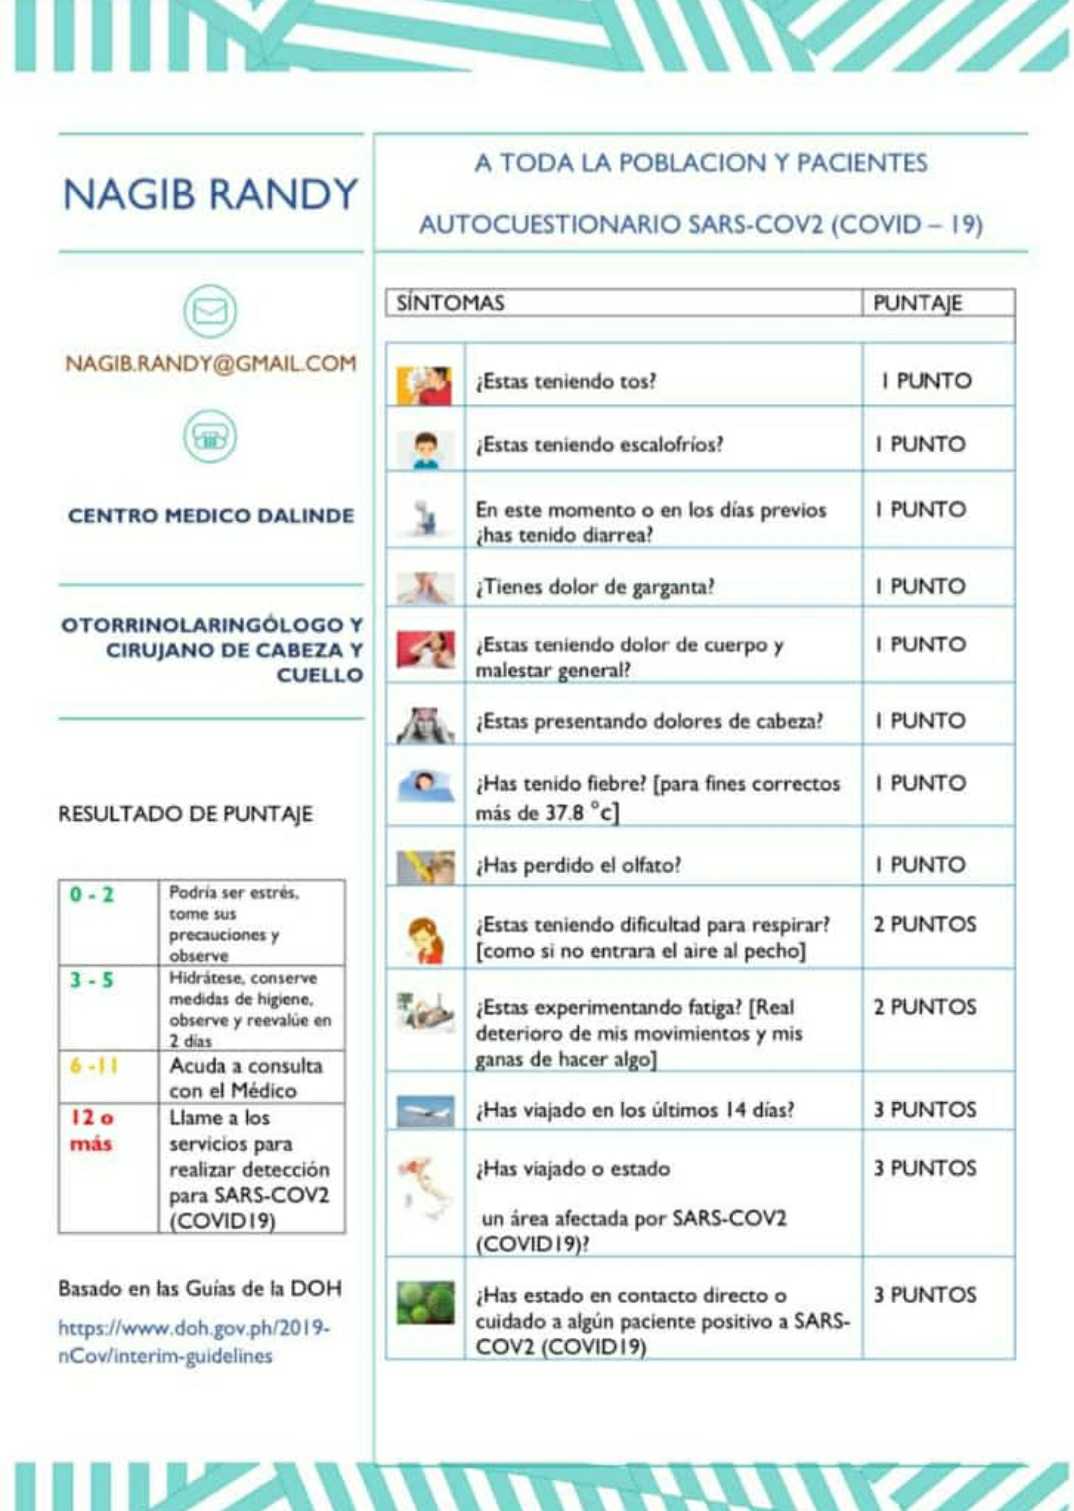 NAGIB RANDY
NAGIB.RANDY@GMAIL.COM
CENTRO MEDICO DALINDE
OTORRINOLARINGÓLOGO Y
CIRUJANO DE CABEZA Y
CUELLO
RESULTADO DE PUNTAJE
0 - 2 Podría ser estrés,
tome sus
precauciones y
observe
3 - 5 Hidrátese, conserve
medidas de higiene,
observe y reevalúe en
2 días
6 -11 Acuda a consulta
con el Médico
12 o Llame a los
más servicios para
realizar detección
para SARS-COV2
(COVID19)
Basado en las Guías de la DOH
https://www.doh.gov.ph/2019-
nCov/interim-guidelines
A TODA LA POBLACION Y PACIENTES
AUTOCUESTIONARIO SARS-COV2 (COVID – 19)
SÍNTOMAS PUNTAJE
¿Estas teniendo tos? 1 PUNTO
¿Estas teniendo escalofríos? 1 PUNTO
En este momento o en los días previos 1 PUNTO
¿has tenido diarrea?
¿Tienes dolor de garganta? 1 PUNTO
¿Estas teniendo dolor de cuerpo y 1 PUNTO
malestar general?
¿Estas presentando dolores de cabeza? 1 PUNTO
¿Has tenido fiebre? [para fines correctos 1 PUNTO
más de 37.8 °c]
¿Has perdido el olfato? 1 PUNTO
¿Estas teniendo dificultad para respirar? 2 PUNTOS
[como si no entrara el aire al pecho]
¿Estas experimentando fatiga? [Real 2 PUNTOS
deterioro de mis movimientos y mis
ganas de hacer algo]
¿Has viajado en los últimos 14 días? 3 PUNTOS
¿Has viajado o estado 3 PUNTOS
un área afectada por SARS-COV2
(COVID19)?
¿Has estado en contacto directo o 3 PUNTOS
cuidado a algún paciente positivo a SARS-
COV2 (COVID19)